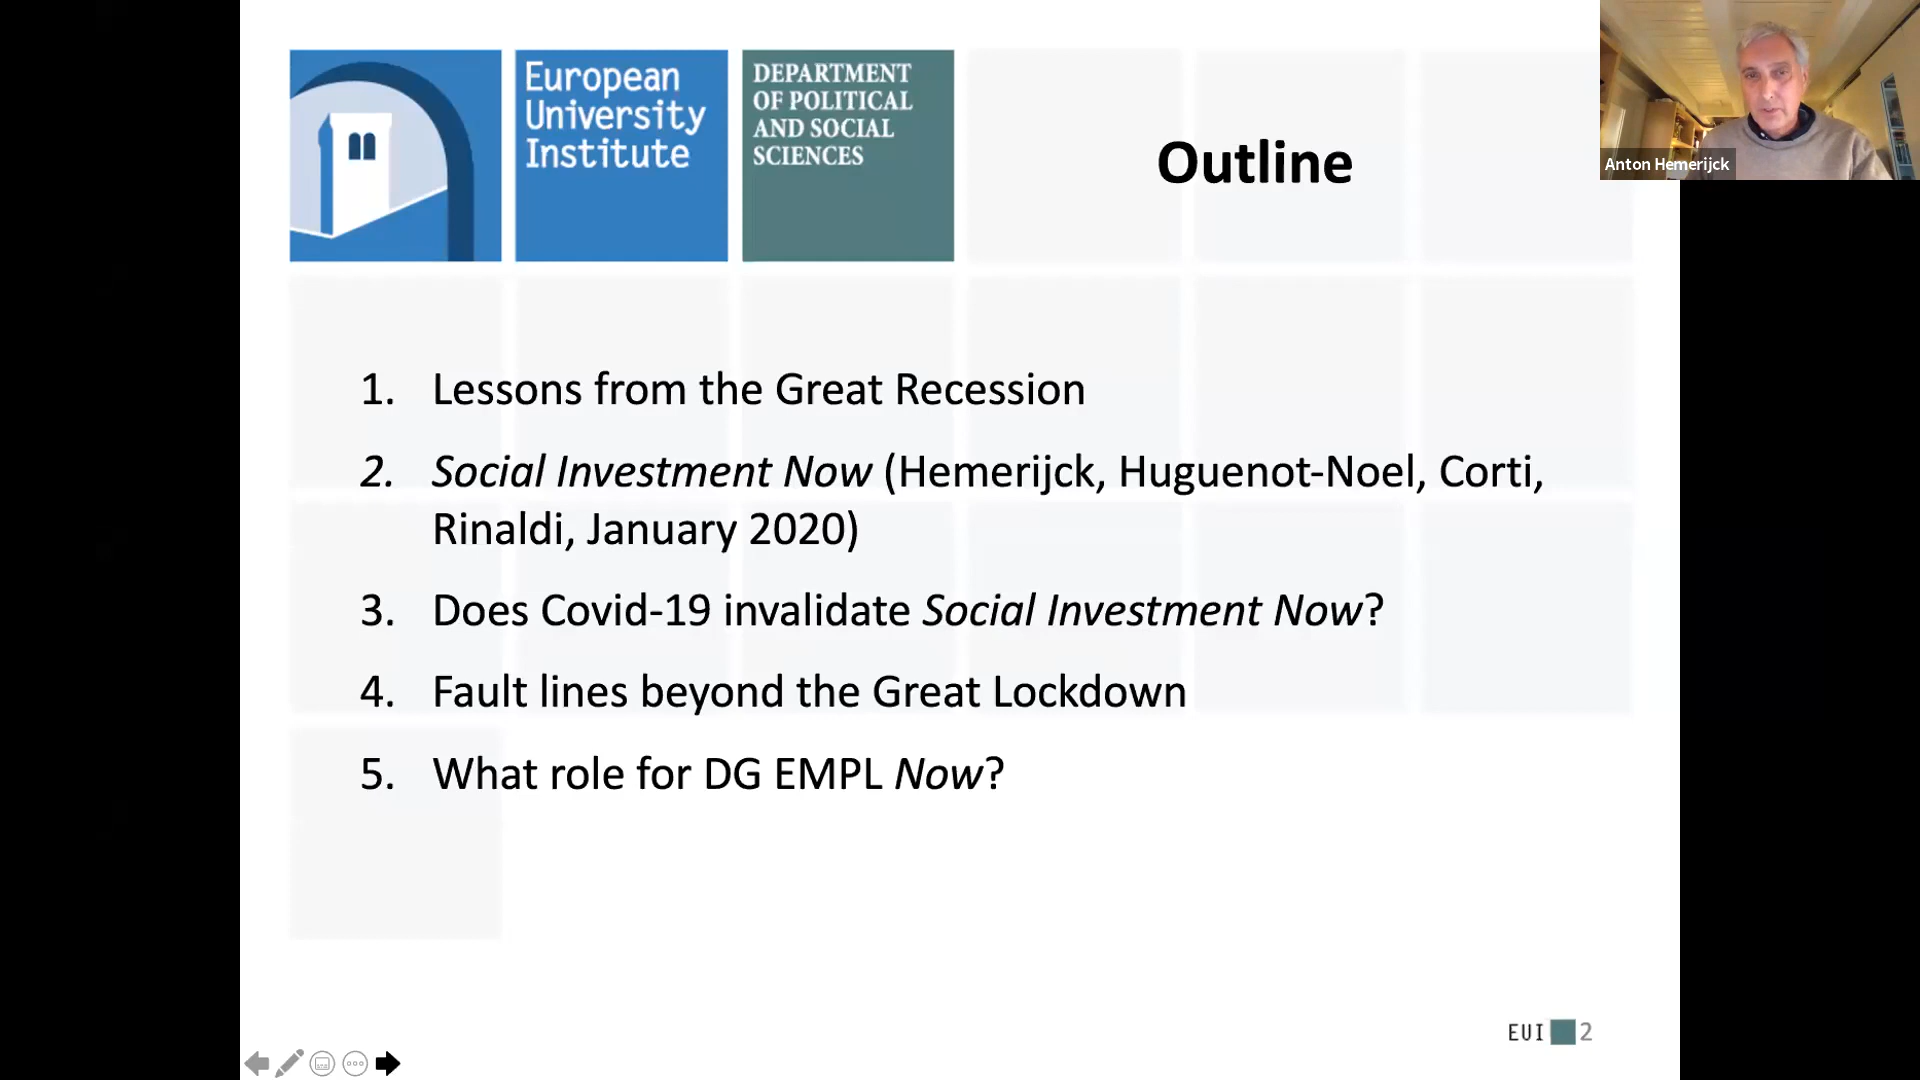 European
University
Institute
DEPARTMENT
OF POLITICAL
AND SOCIAL
SCIENCES
Outline
Anton Hemerijck
1. Lessons from the Great Recession
2. Social Investment Now (Hemerijck, Huguenot-Noel, Corti,
Rinaldi, January 2020)
3. Does Covid-19 invalidate Social Investment Now?
4. Fault lines beyond the Great Lockdown
5. What role for DG EMPL Now?
EUI 2